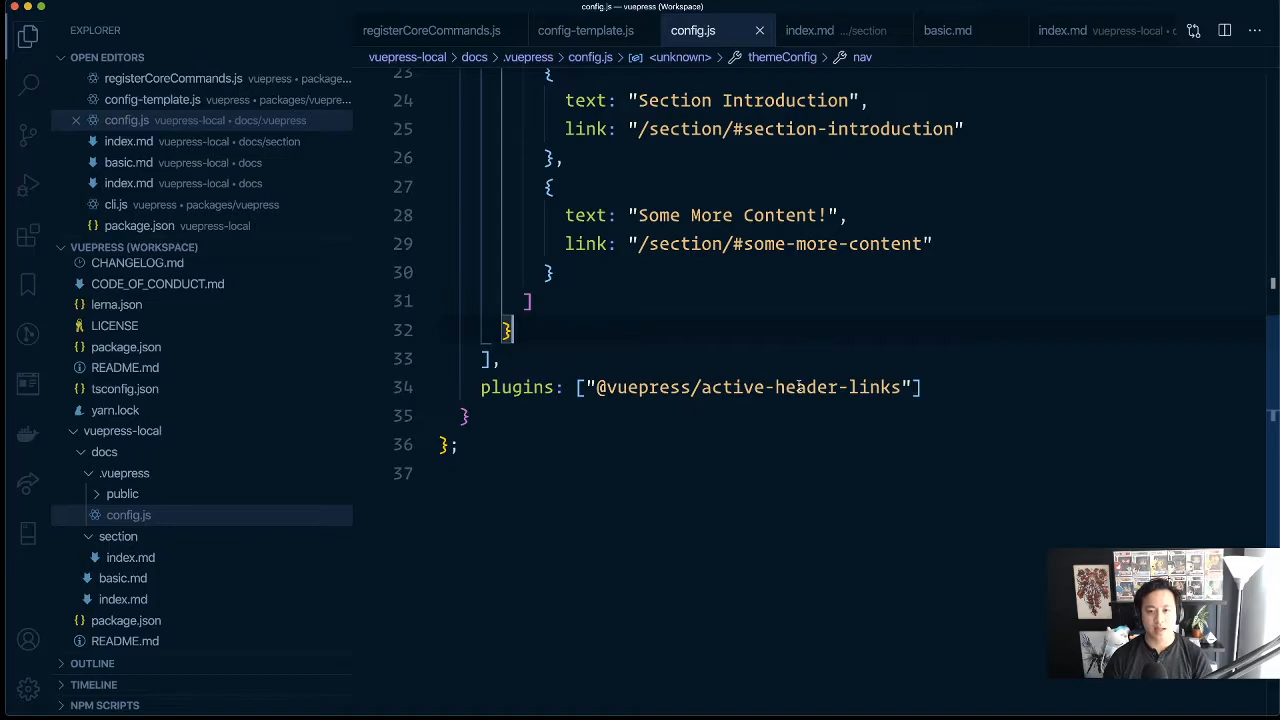 config.js — vuepress (Workspace)
EXPLORER
OPEN EDITORS
registerCoreCommands.js vuepress • package...
config-template.js vuepress • packages/vuepre...
config.js vuepress-local • docs/.vuepress
index.md vuepress-local • docs/section
basic.md vuepress-local • docs
index.md vuepress-local • docs
cli.js vuepress • packages/vuepress
package.json vuepress-local
VUEPRESS (WORKSPACE)
CHANGELOG.md
CODE_OF_CONDUCT.md
lerna.json
LICENSE
package.json
README.md
tsconfig.json
yarn.lock
vuepress-local
docs
.vuepress
public
config.js
section
index.md
basic.md
index.md
package.json
README.md
OUTLINE
TIMELINE
NPM SCRIPTS
registerCoreCommands.js config-template.js config.js index.md .../section basic.md index.md vuepress-local • c
vuepress-local > docs > .vuepress > config.js > <unknown> > themeConfig > nav
23 {
24 text: "Section Introduction",
25 link: "/section/#section-introduction"
26 },
27 {
28 text: "Some More Content!",
29 link: "/section/#some-more-content"
30 }
31 ]
32 }
33 ],
34 plugins: ["@vuepress/active-header-links"]
35 }
36 };
37